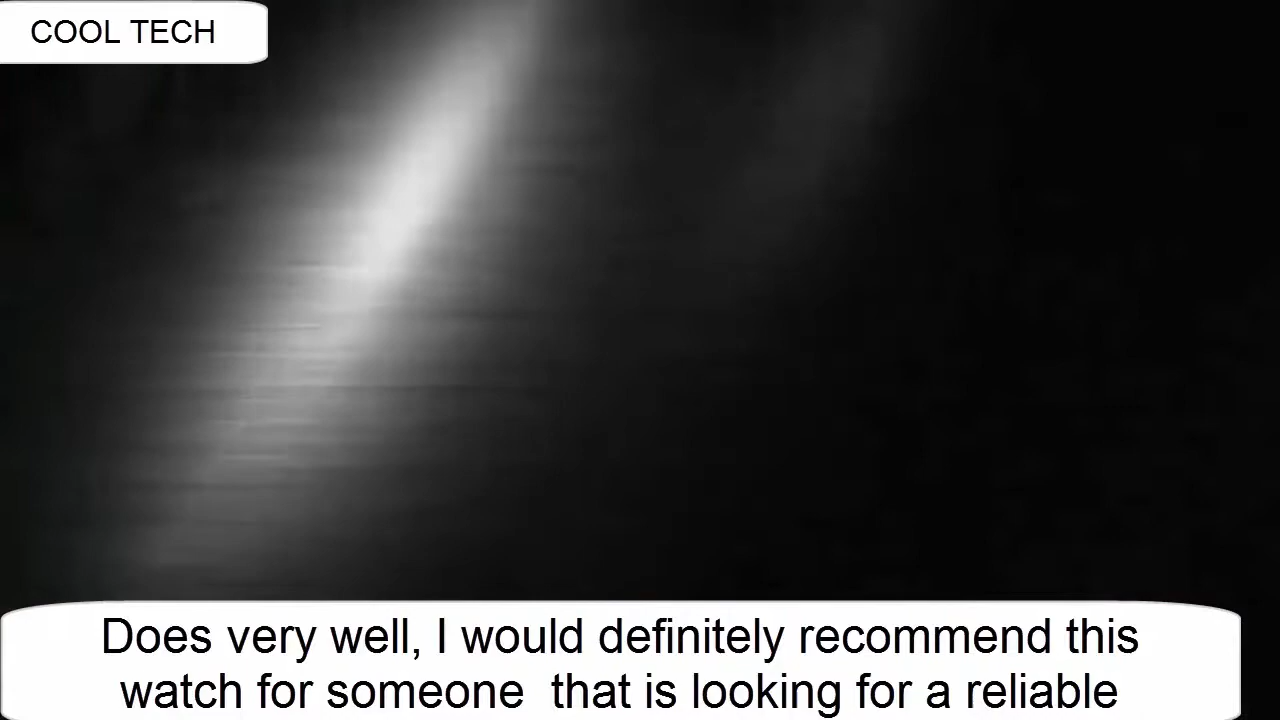 COOL TECH
Does very well, I would definitely recommend this
watch for someone  that is looking for a reliable